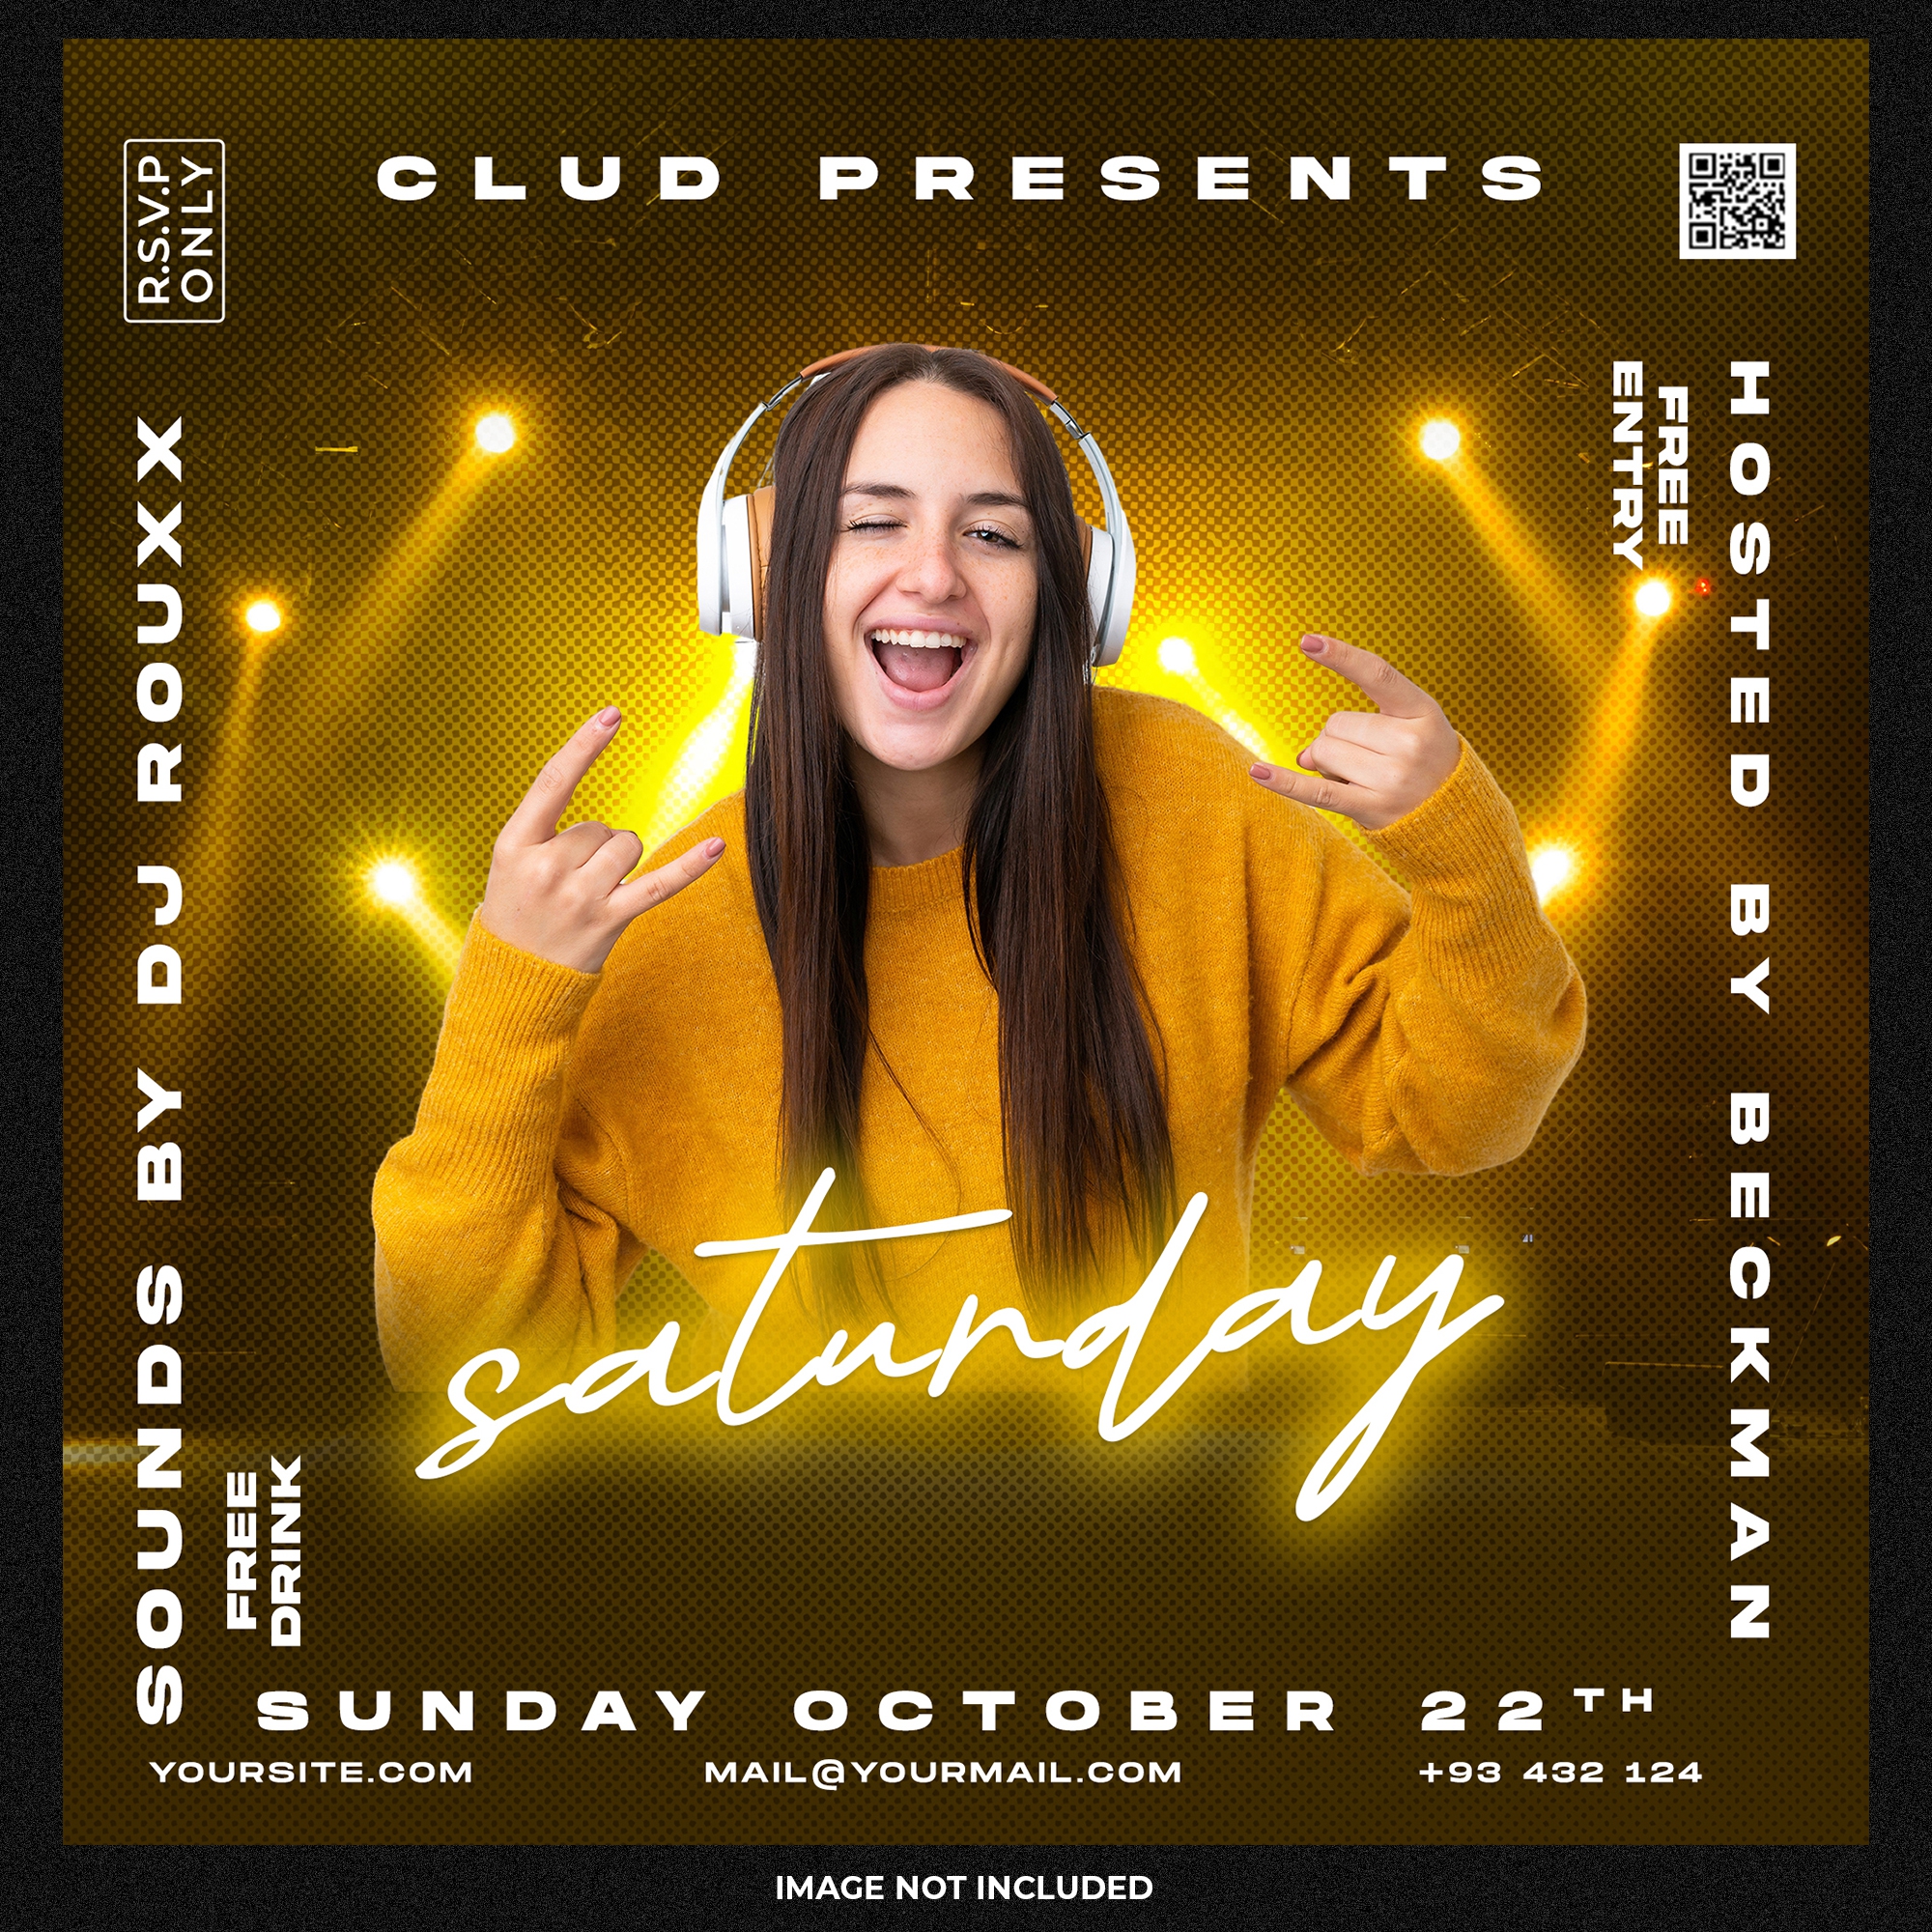 R.S.V.P
ONLY
CLUD PRESENTS
SOUNDS BY DJ ROUXX
FREE
ENTRY
HOSTED BY BECKMAN
saturday
FREE
DRINK
SUNDAY OCTOBER 22TH
YOURSITE.COM
MAIL@YOURMAIL.COM
+93 432 124
IMAGE NOT INCLUDED